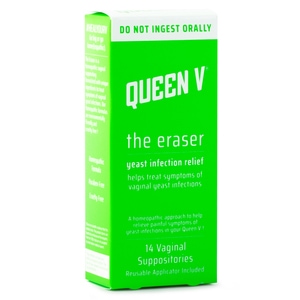 DO NOT INGEST ORALLY
QUEEN V
the eraser
yeast infection relief
helps treat symptoms of
vaginal yeast infections
A homeopathic approach to help
relieve painful symptoms of
yeast infections in your Queen V
14 Vaginal
Suppositories
Reusable Applicator Included